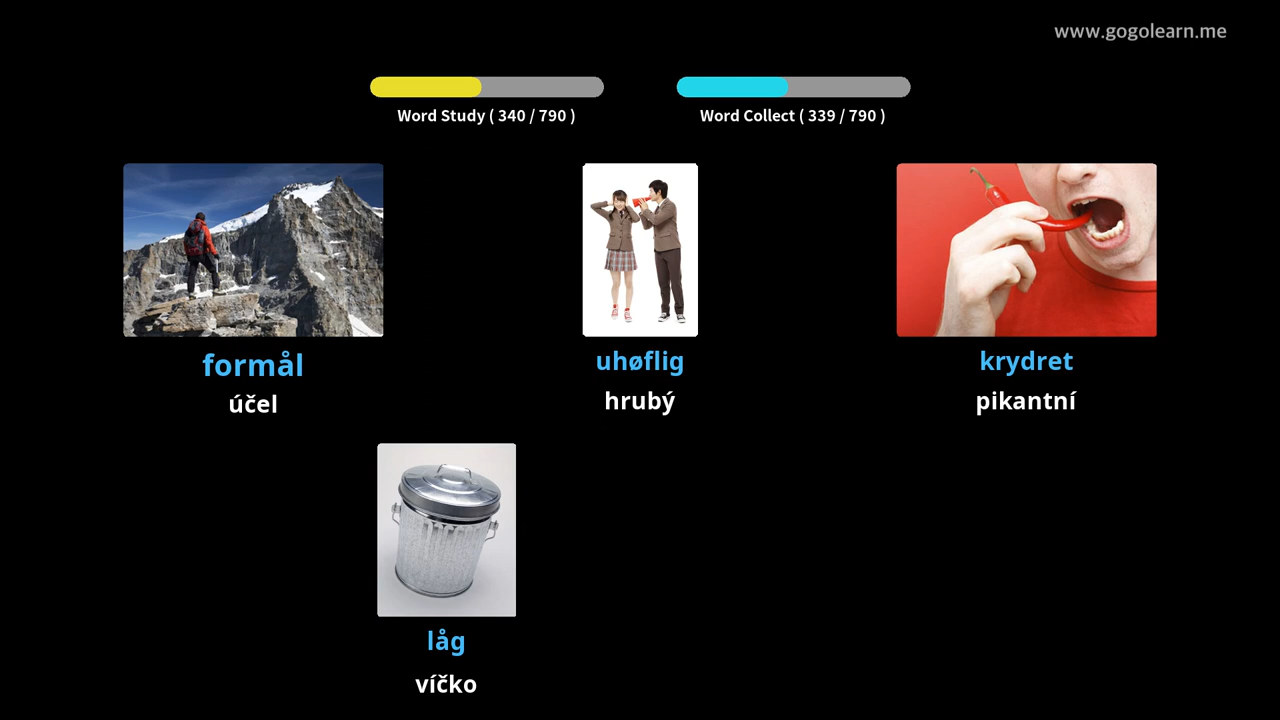 www.gogolearn.me
Word Study ( 340 / 790 )
Word Collect ( 339 / 790 )
formål
účel
uhøflig
hrubý
krydret
pikantní
låg
víčko